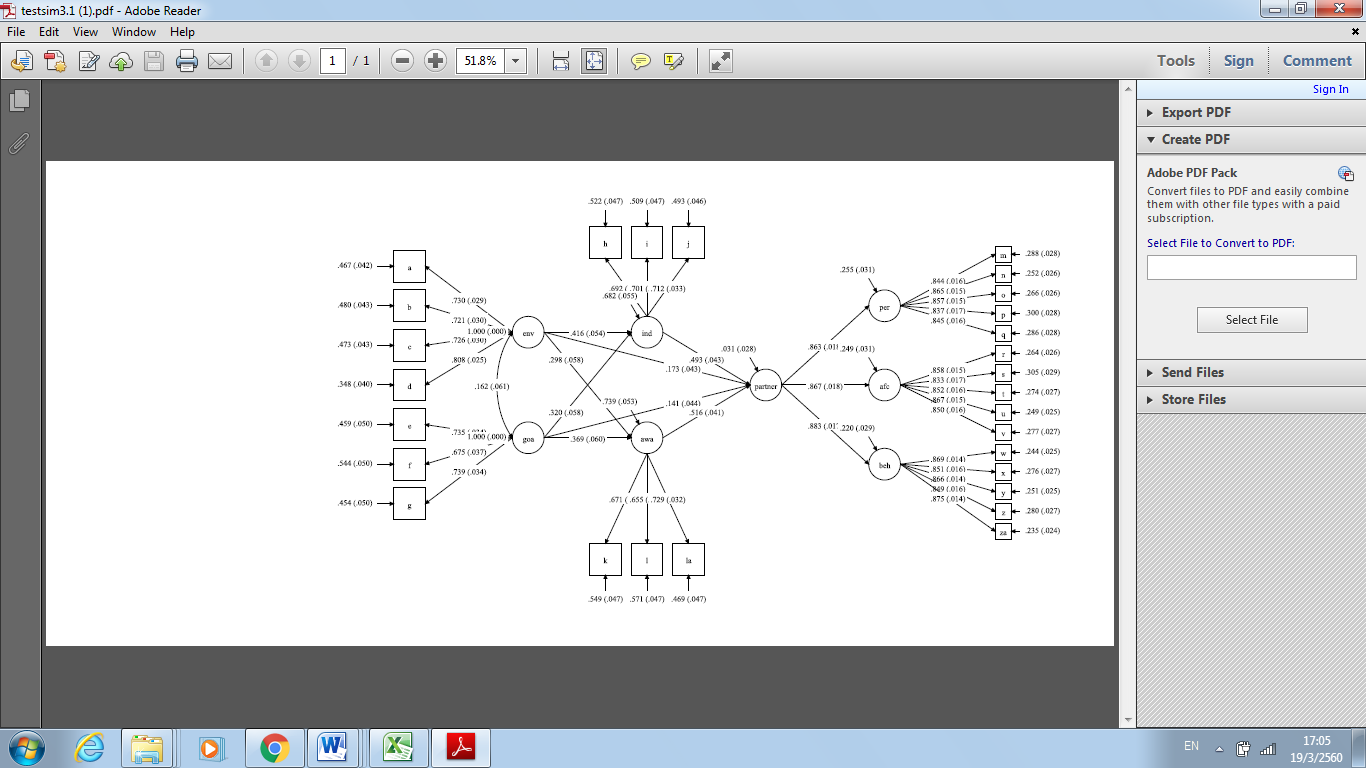 testsim3.1 (1).pdf - Adobe Reader
File Edit View Window Help
1 / 1 51.8% Tools Sign Comment
Sign In
Export PDF
Create PDF
Adobe PDF Pack
Convert files to PDF and easily combine
them with other file types with a paid
subscription.
Select File to Convert to PDF:
Select File
Send Files
Store Files
.522 (.047) .509 (.047) .493 (.046)
h i j
.692 (.701 (.712 (.033)
.682 (.055)
.467 (.042) a
.480 (.043) b
.473 (.043) c
.348 (.040) d
.459 (.050) e
.544 (.050) f
.454 (.050) g
.730 (.029)
.721 (.030)
1.000 (.000)
.726 (.030)
.808 (.025)
env
.162 (.061)
1.000 (.000)
.675 (.037)
.739 (.034)
goa
.416 (.054) ind
.298 (.058)
.320 (.058)
.369 (.060) awa
.739 (.053)
.493 (.043)
.173 (.043)
.141 (.044)
.516 (.041)
.031 (.028)
partner
.671 (.655 (.729 (.032)
k l la
.549 (.047) .571 (.047) .469 (.047)
.255 (.031)
per
.249 (.031)
.867 (.018) afc
.220 (.029)
beh
.844 (.016) m .288 (.028)
.865 (.015) n .252 (.026)
.857 (.015) o .266 (.026)
.837 (.017) p .300 (.028)
.845 (.016) q .286 (.028)
.858 (.015) r .264 (.026)
.833 (.017) s .305 (.029)
.852 (.016) t .274 (.027)
.867 (.015) u .249 (.025)
.850 (.016) v .277 (.027)
.869 (.014) w .244 (.025)
.851 (.016) x .276 (.027)
.866 (.014) y .251 (.025)
.849 (.016) z .280 (.027)
.875 (.014) za .235 (.024)
EN
17:05
19/3/2560